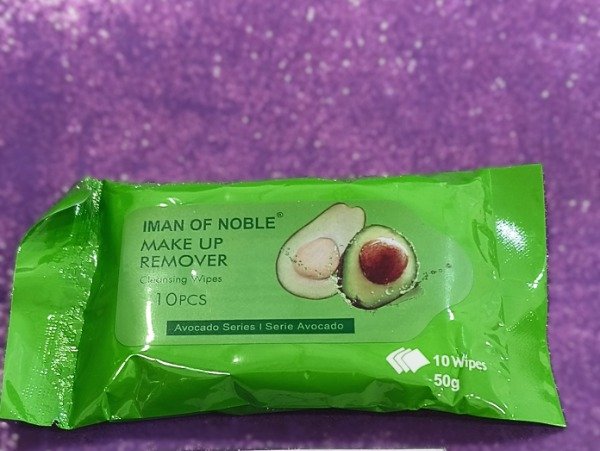 IMAN OF NOBLE®
MAKE UP
REMOVER
Cleansing Wipes
10PCS
Avocado Series I Serie Avocado
10 Wipes
50g